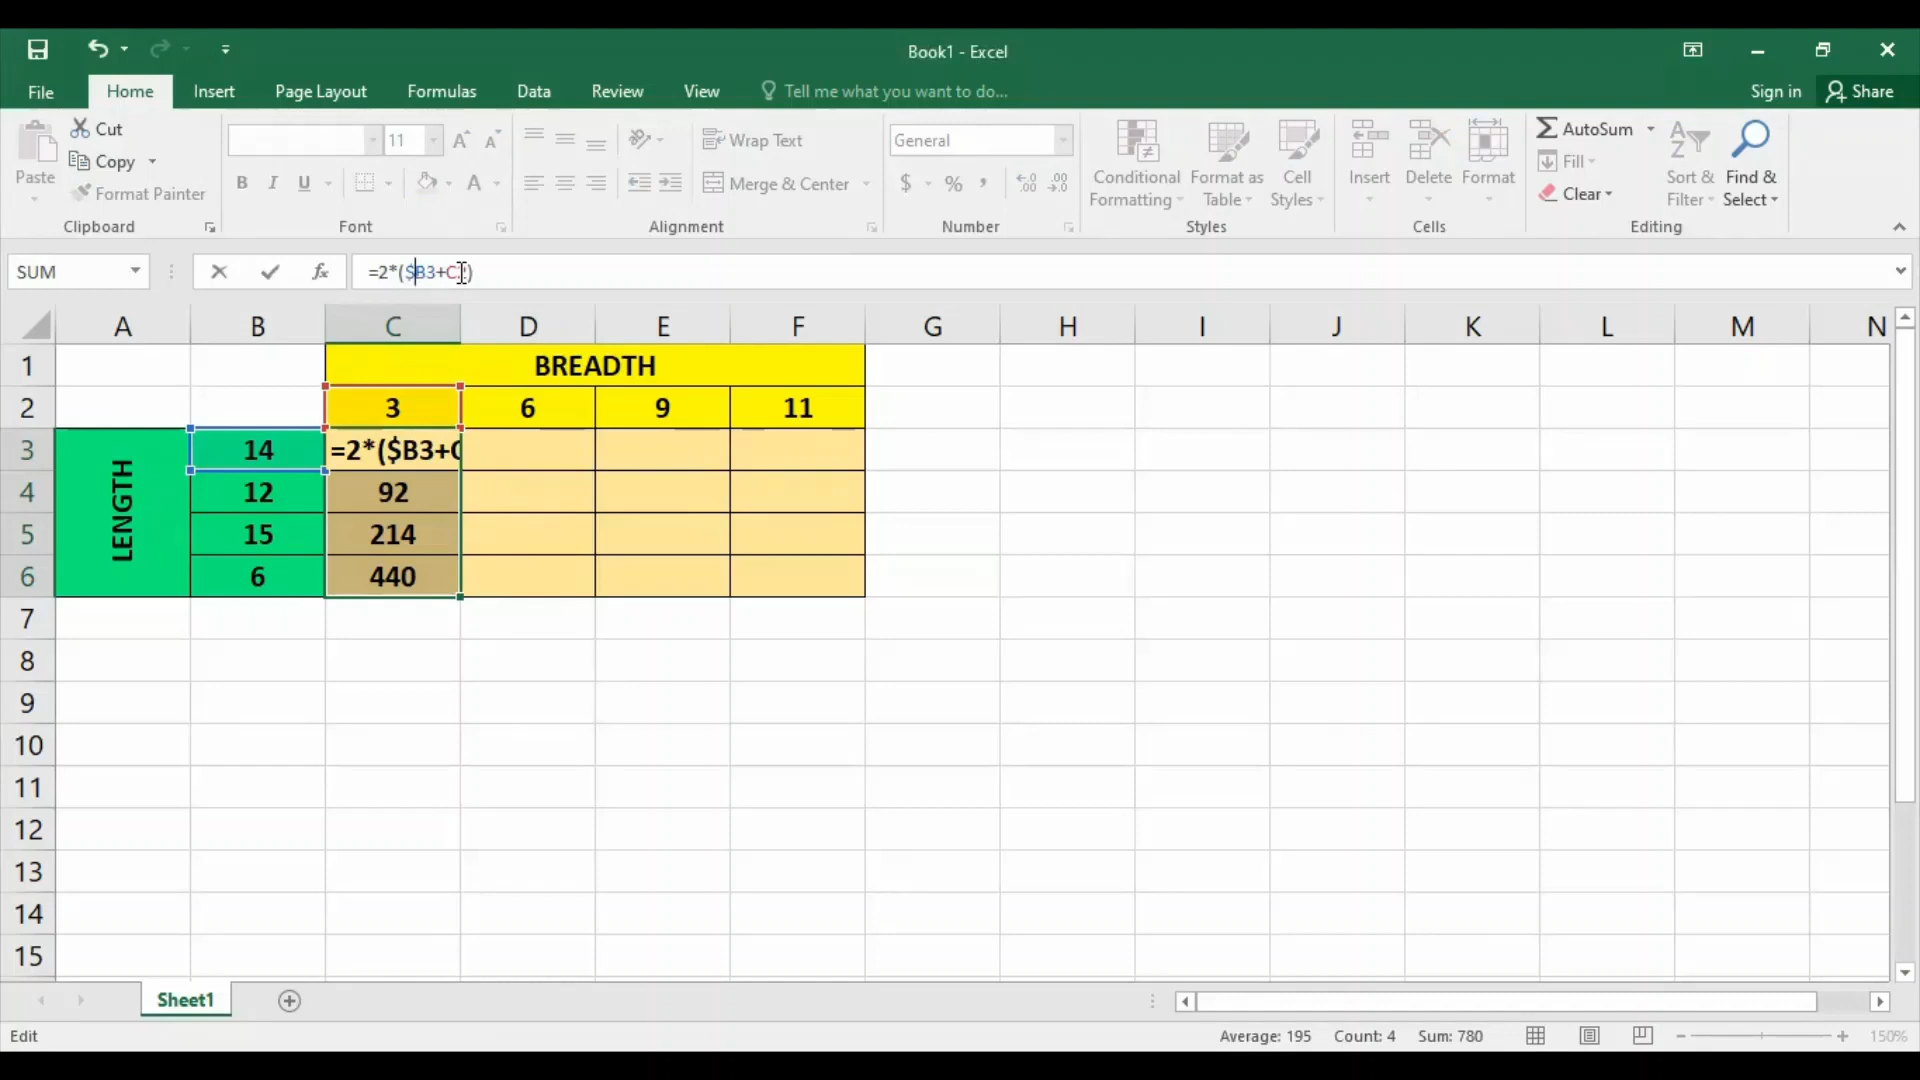 Book1 - Excel
File Home Insert Page Layout Formulas Data Review View Tell me what you want to do... Sign in Share
Paste
Cut
Copy
Format Painter
Clipboard
11
B I U
Font
Wrap Text
Merge & Center
Alignment
General
$ % ,
Number
Conditional Formatting
Format as Table
Cell Styles
Styles
Insert
Delete
Format
Cells
AutoSum
Fill
Clear
Sort & Filter
Find & Select
Editing
SUM fx =2*($B3+C2)
A B C D E F G H I J K L M N
1 BREADTH
2 3 6 9 11
LENGTH
3 14 =2*($B3+C
4 12 92
5 15 214
6 6 440
7
8
9
10
11
12
13
14
15
Sheet1
Edit Average: 195 Count: 4 Sum: 780 150%